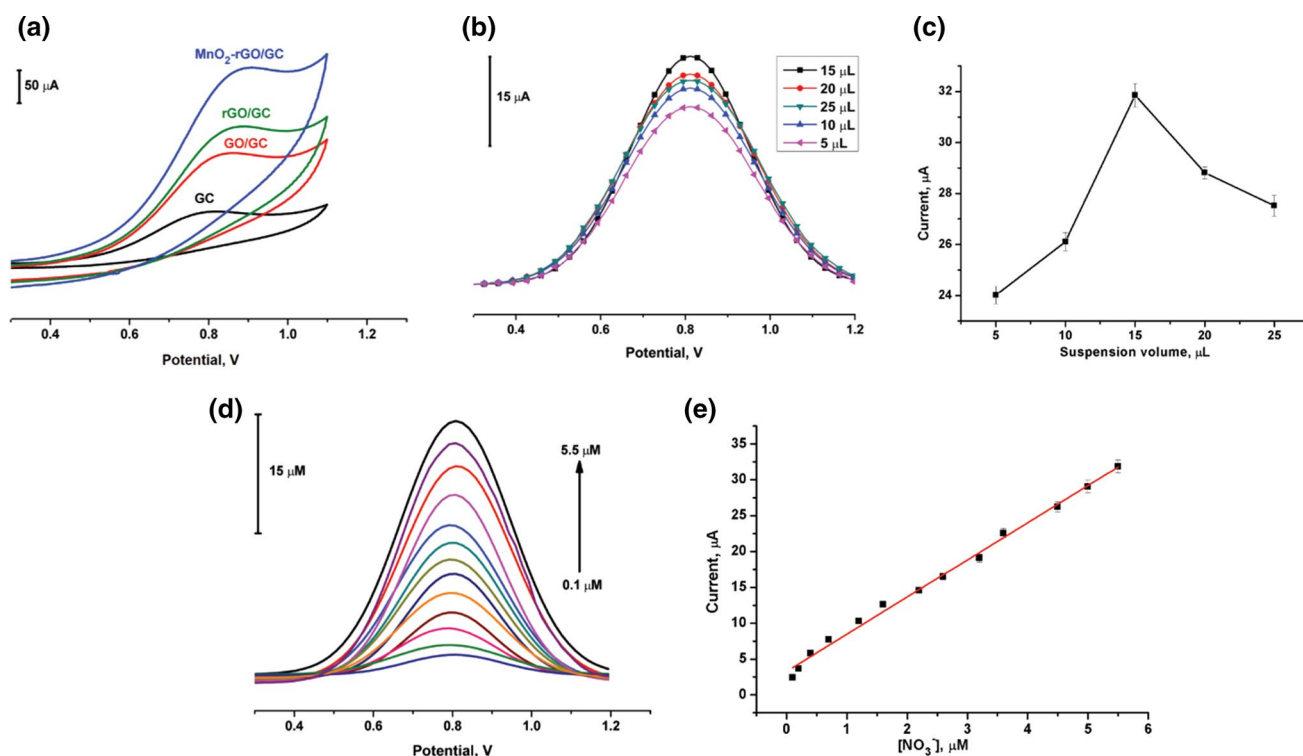 (a)
50 µA
MnO₂-rGO/GC
rGO/GC
GO/GC
GC
0.4 0.6 0.8 1.0 1.2
Potential, V
(b)
15 µA
15 µL
20 µL
25 µL
10 µL
5 µL
0.4 0.6 0.8 1.0 1.2
Potential, V
(c)
Current, µA
32
30
28
26
24
5 10 15 20 25
Suspension volume, µL
(d)
15 µM
5.5 µM
0.1 µM
0.4 0.6 0.8 1.0 1.2
Potential, V
(e)
Current, µA
35
30
25
20
15
10
5
0
0 1 2 3 4 5 6
[NO₃⁻], µM